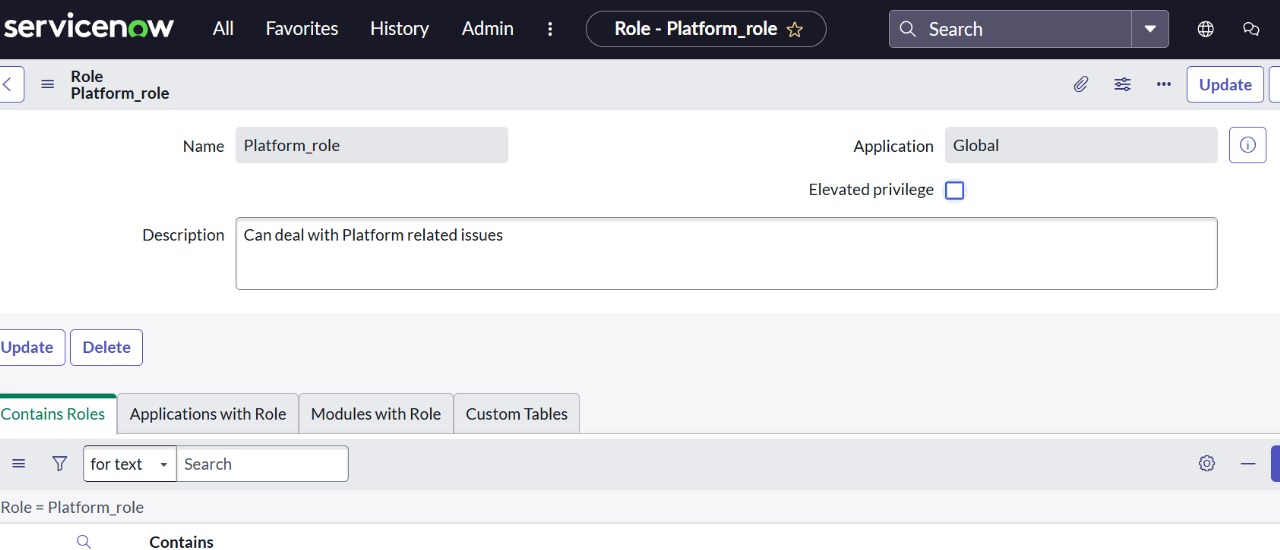 servicenow All Favorites History Admin Role - Platform_role Search
Role
Platform_role
Update
Name Platform_role Application Global
Elevated privilege
Description Can deal with Platform related issues
Update Delete
Contains Roles Applications with Role Modules with Role Custom Tables
for text Search
Role = Platform_role
Contains